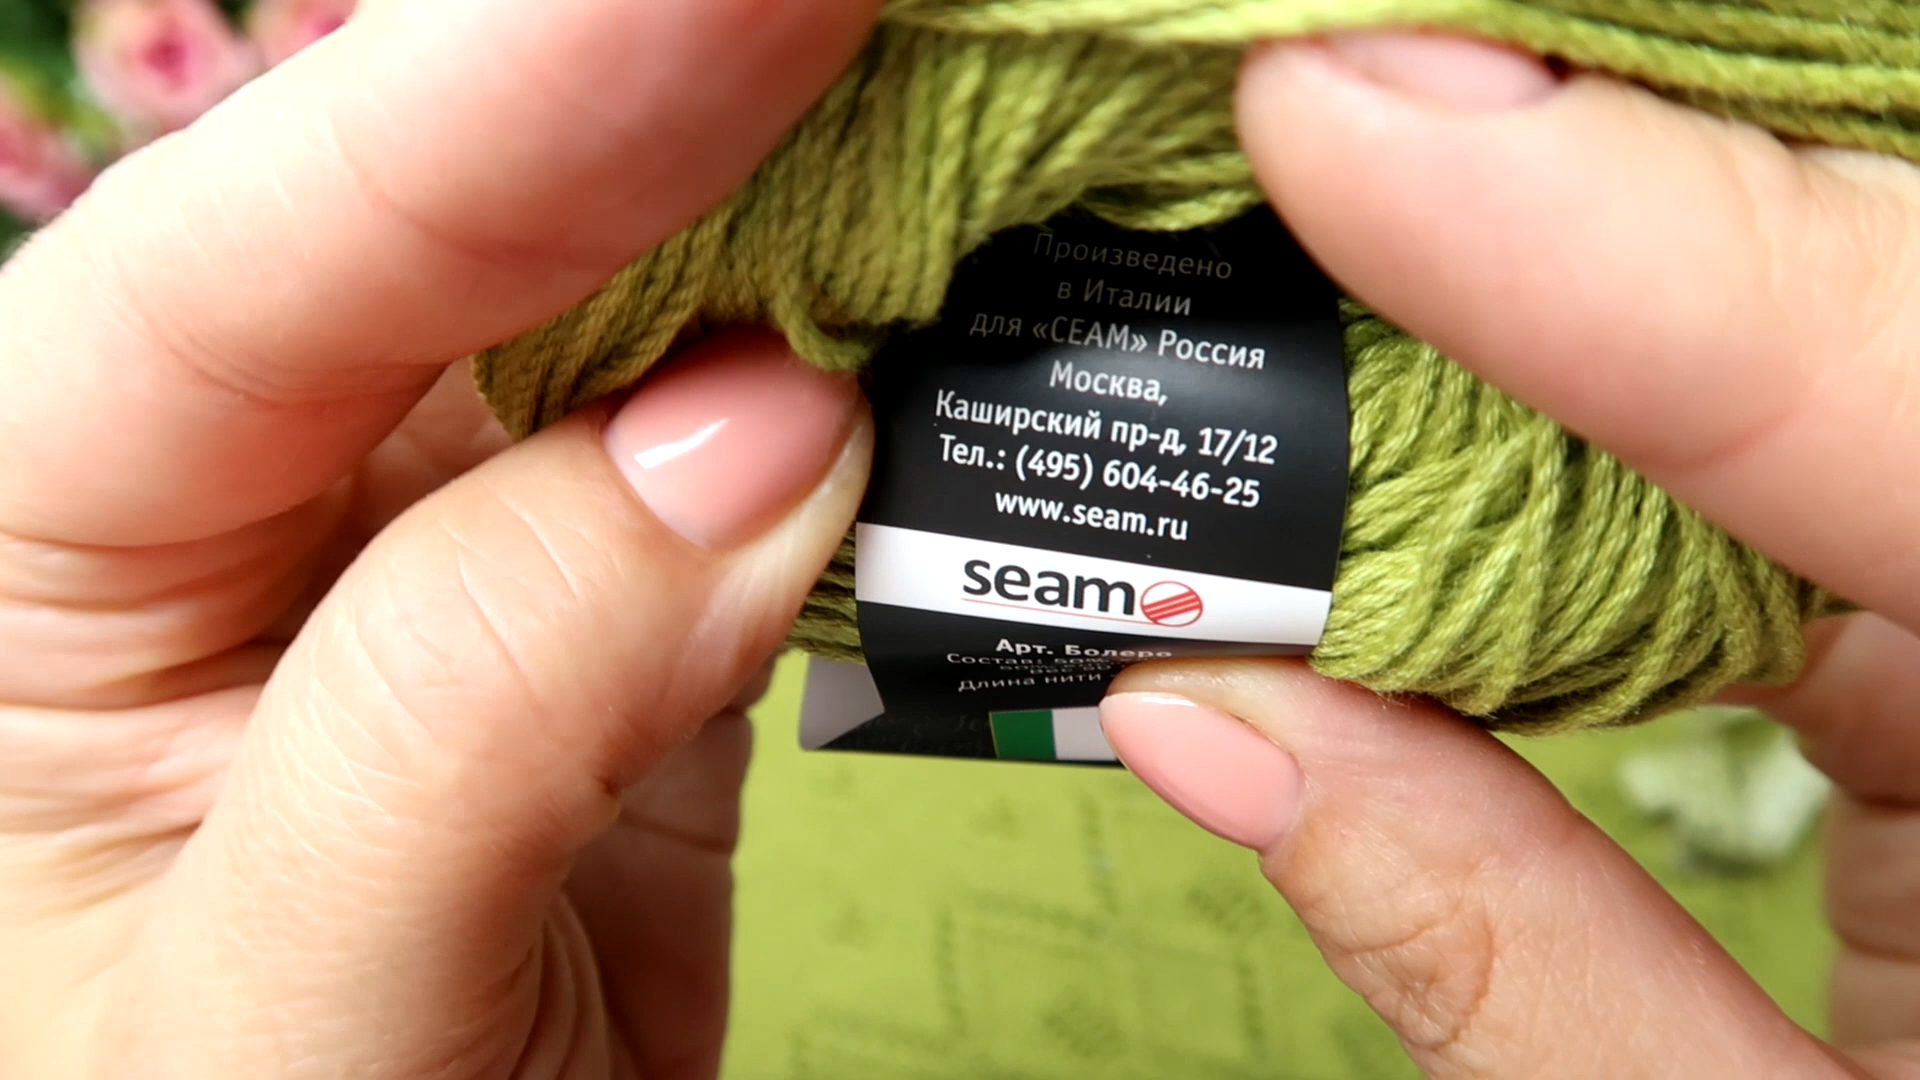 Произведено
в Италии
для «СЕАМ» Россия
Москва,
Каширский пр-д, 17/12
Тел.: (495) 604-46-25
www.seam.ru
seam
Арт. Болеро
Состав:
Длина нити